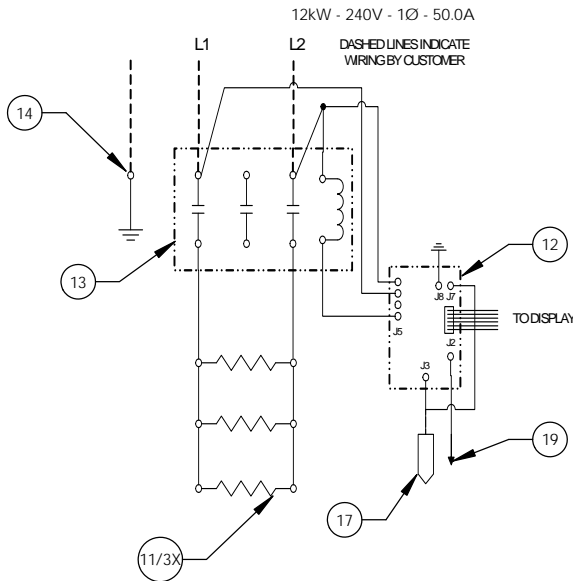 12kW - 240V - 1Ø - 50.0A
L1
L2
DASHED LINES INDICATE
WIRING BY CUSTOMER
14
12
13
J8 J7
TO DISPLAY
J5
J2
J3
19
17
11/3X